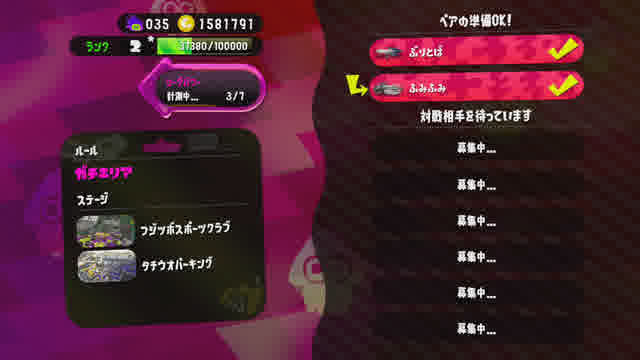 035 1581791
ランク 2 * 37380/100000
計測中... 3/7
ルール
ガチエリア
ステージ
フジツボスポーツクラブ
タチウオパーキング
ペアの準備OK!
ぷりとぱ
ふみふみ
対戦相手を待っています
募集中...
募集中...
募集中...
募集中...
募集中...
募集中...